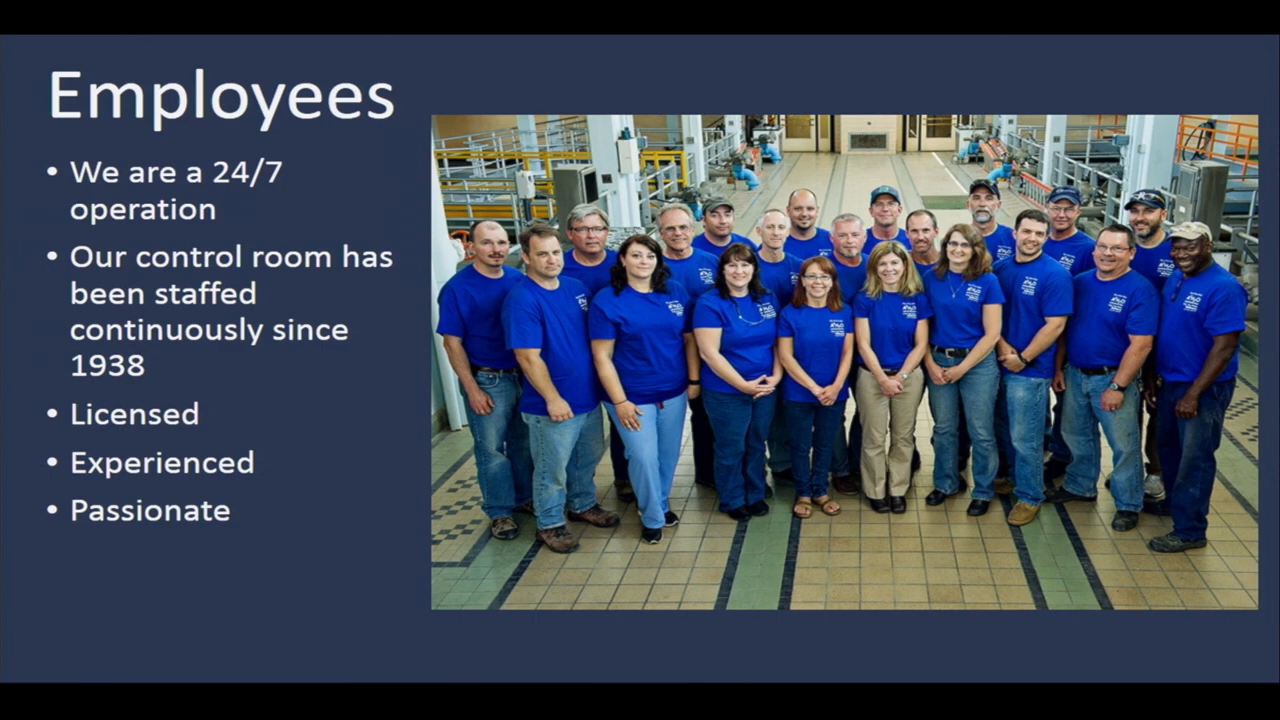 Employees
• We are a 24/7
operation
• Our control room has
been staffed
continuously since
1938
• Licensed
• Experienced
• Passionate